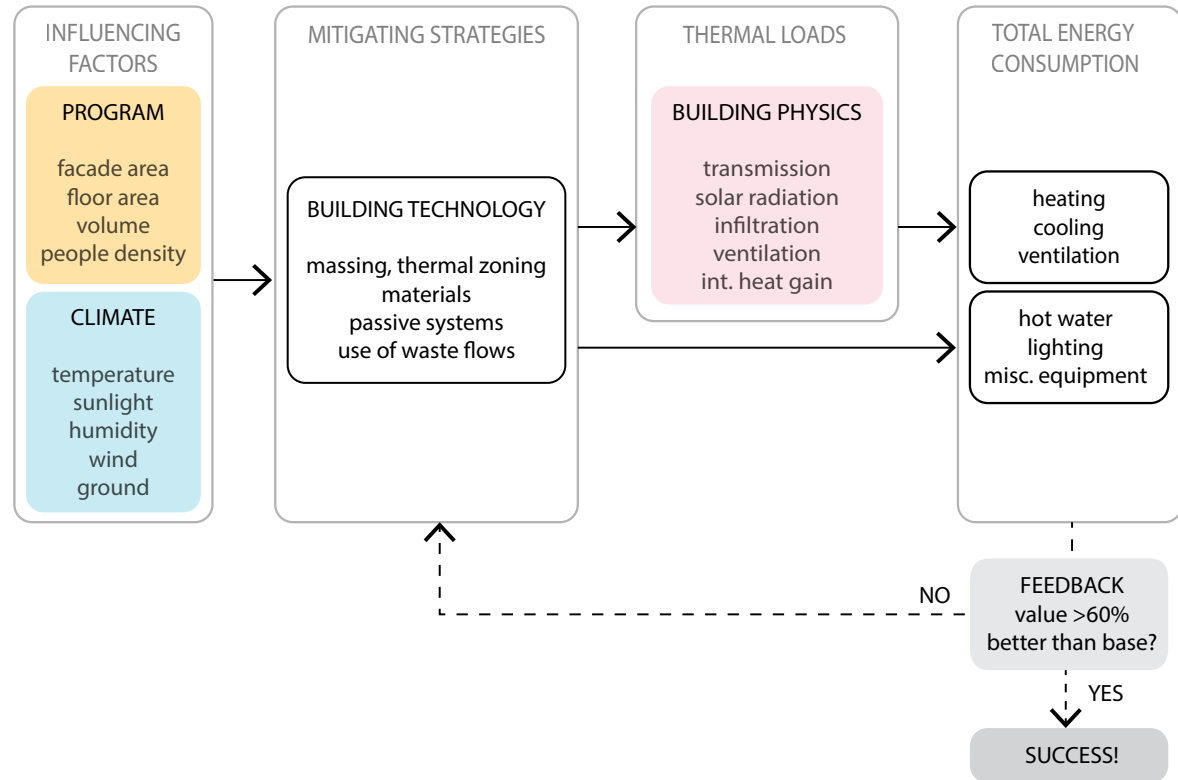 INFLUENCING
FACTORS
PROGRAM
facade area
floor area
volume
people density
CLIMATE
temperature
sunlight
humidity
wind
ground
MITIGATING STRATEGIES
BUILDING TECHNOLOGY
massing, thermal zoning
materials
passive systems
use of waste flows
THERMAL LOADS
BUILDING PHYSICS
transmission
solar radiation
infiltration
ventilation
int. heat gain
TOTAL ENERGY
CONSUMPTION
heating
cooling
ventilation
hot water
lighting
misc. equipment
NO
FEEDBACK
value >60%
better than base?
YES
SUCCESS!